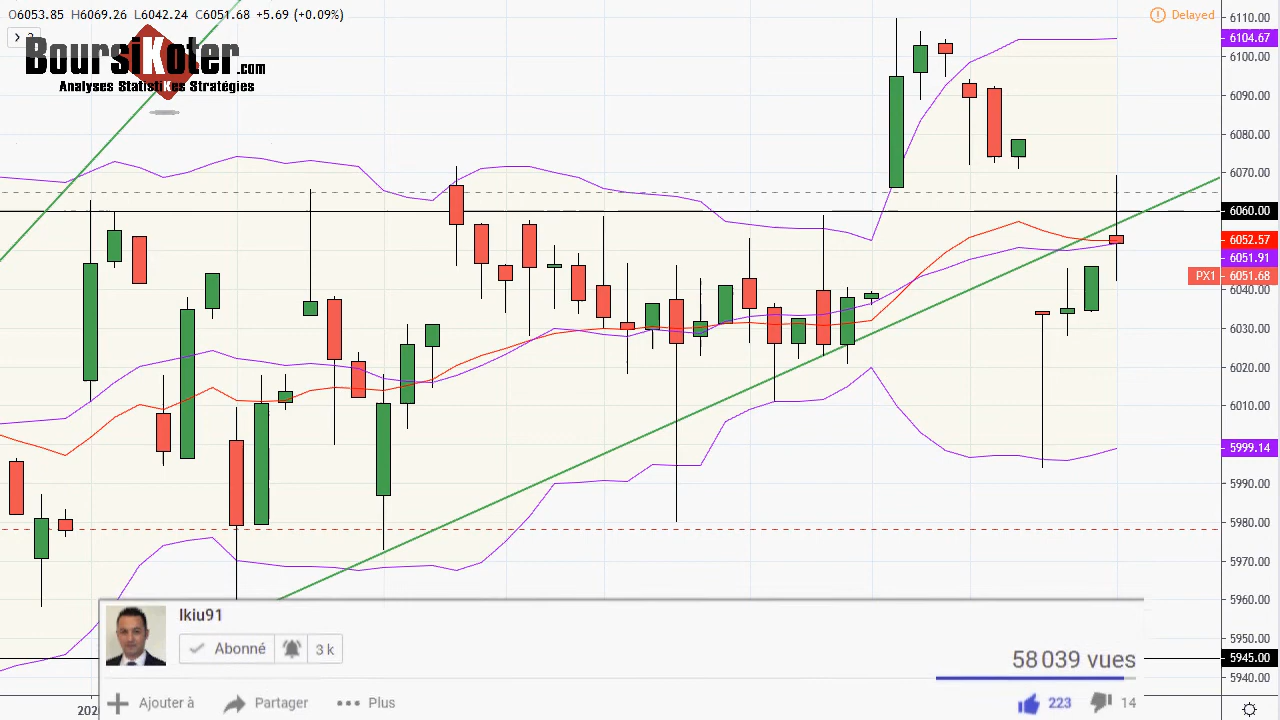 O6053.85 H6069.26 L6042.24 C6051.68 +5.69 (+0.09%)
BoursiKoter.com
Analyses StatistiKes Stratégies
Delayed
6110.00
6104.67
6100.00
6090.00
6080.00
6070.00
6060.00
6052.57
6051.91
PX1 6051.68
6040.00
6030.00
6020.00
6010.00
5999.14
5990.00
5980.00
5970.00
5960.00
5950.00
5945.00
5940.00
lkiu91
Abonné 3 k
58 039 vues
Ajouter à Partager Plus
223 14